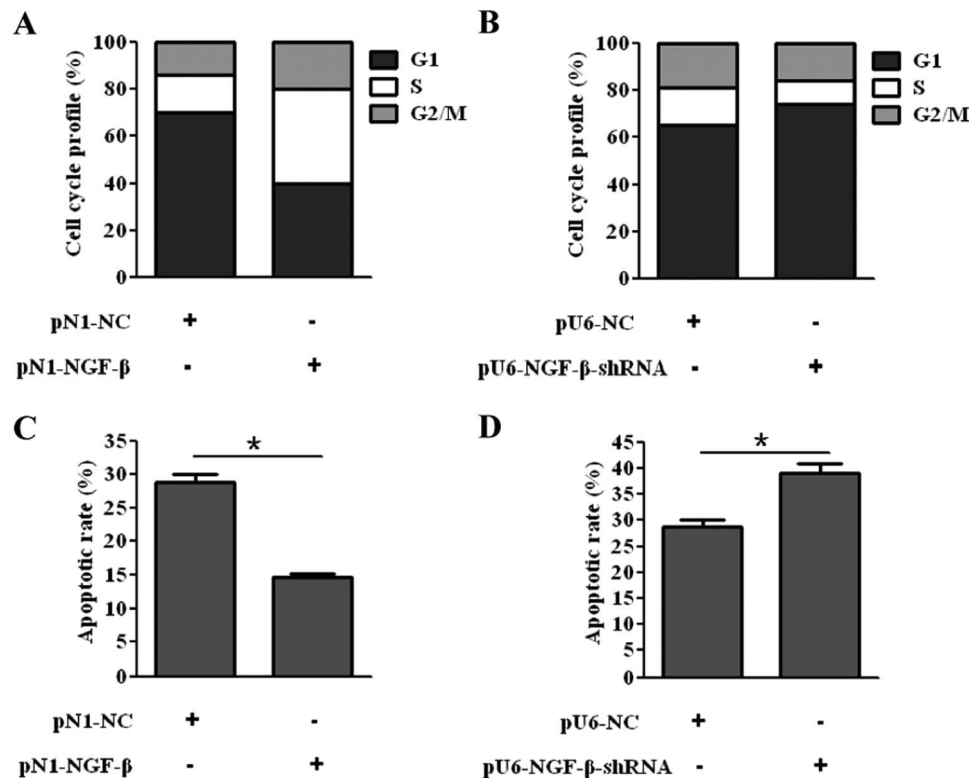 A
Cell cycle profile (%)
100
80
60
40
20
0
G1
S
G2/M
pN1-NC + -
pN1-NGF-β - +
B
Cell cycle profile (%)
100
80
60
40
20
0
G1
S
G2/M
pU6-NC + -
pU6-NGF-β-shRNA - +
C
Apoptotic rate (%)
35
30
25
20
15
10
5
0
*
pN1-NC + -
pN1-NGF-β - +
D
Apoptotic rate (%)
45
40
35
30
25
20
15
10
5
0
*
pU6-NC + -
pU6-NGF-β-shRNA - +